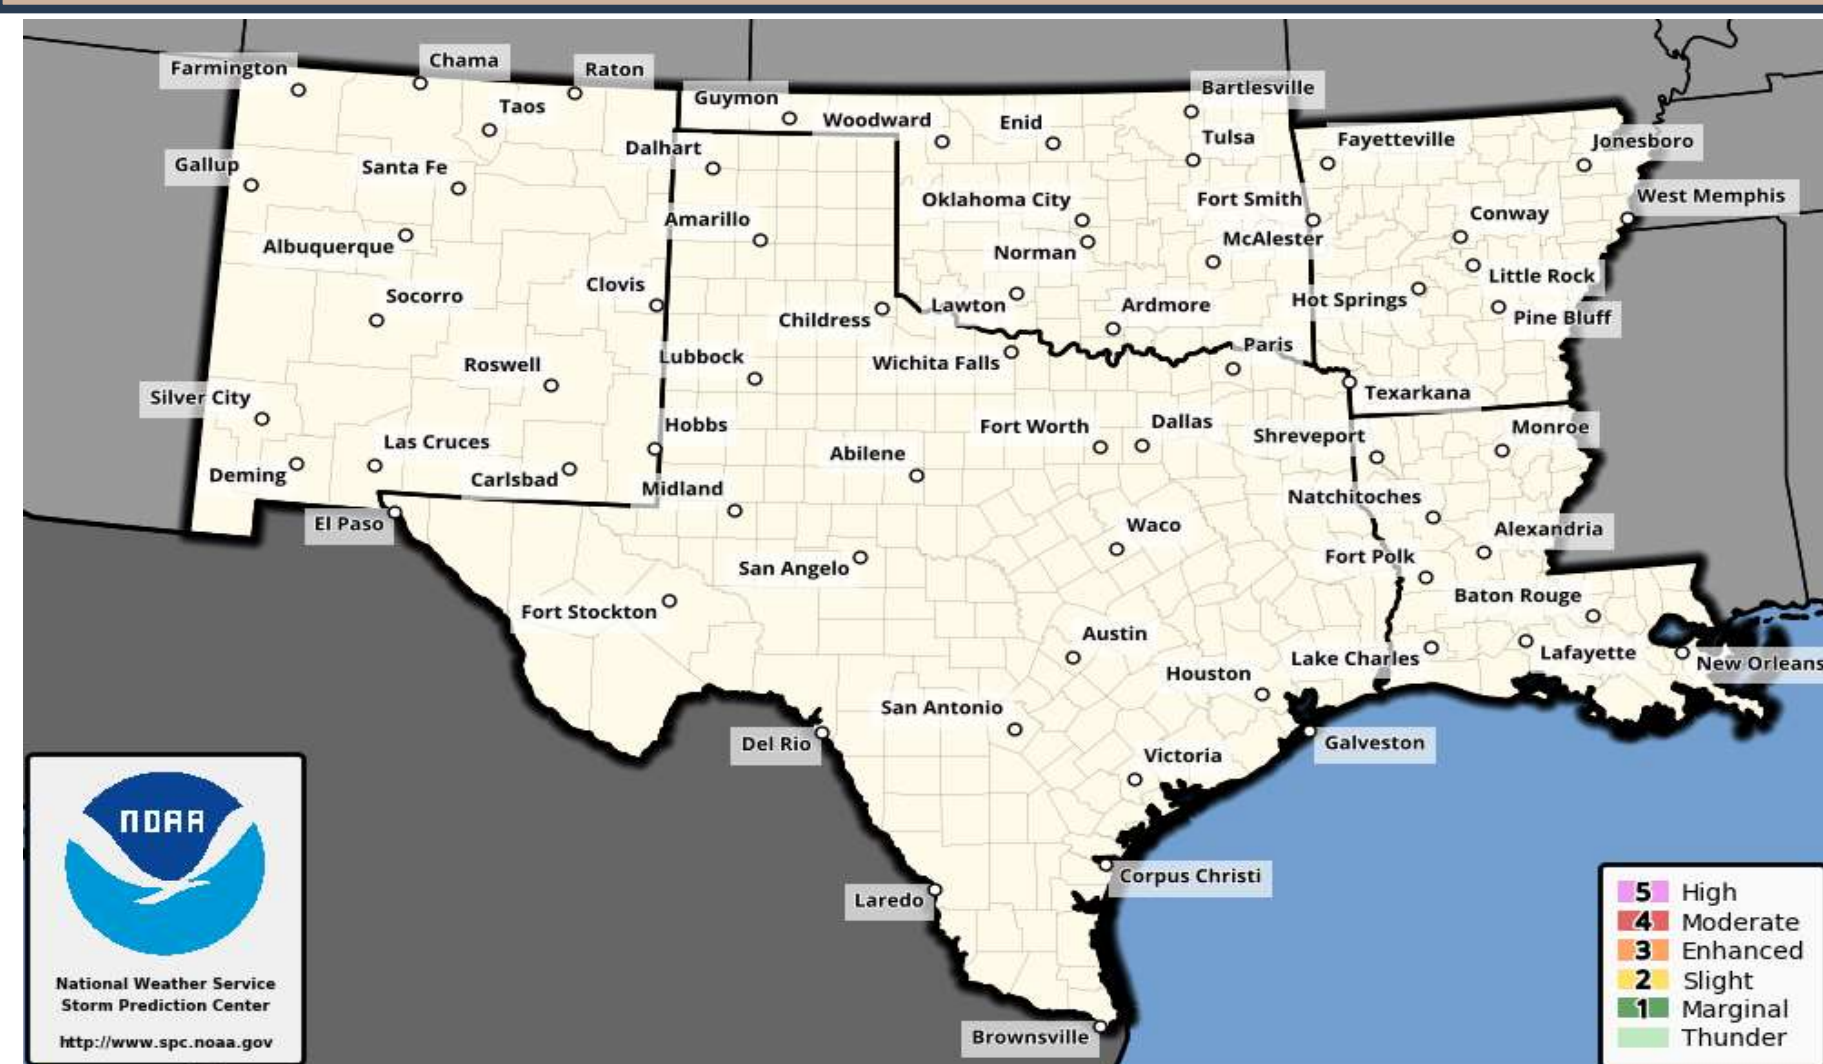 Farmington
Chama
Raton
Taos
Guymon
Woodward
Enid
Bartlesville
Tulsa
Fayetteville
Jonesboro
Gallup
Santa Fe
Dalhart
West Memphis
Amarillo
Oklahoma City
Fort Smith
Conway
Albuquerque
Norman
McAlester
Little Rock
Socorro
Clovis
Childress
Lawton
Ardmore
Hot Springs
Pine Bluff
Roswell
Lubbock
Wichita Falls
Paris
Texarkana
Silver City
Las Cruces
Hobbs
Abilene
Fort Worth
Dallas
Shreveport
Monroe
Deming
Carlsbad
Midland
Natchitoches
El Paso
Waco
Alexandria
San Angelo
Fort Polk
Fort Stockton
Baton Rouge
Austin
Lake Charles
Lafayette
New Orleans
Houston
San Antonio
Del Rio
Galveston
Victoria
Corpus Christi
Laredo
Brownsville
NOAA
National Weather Service
Storm Prediction Center
http://www.spc.noaa.gov
5 High
4 Moderate
3 Enhanced
2 Slight
1 Marginal
Thunder